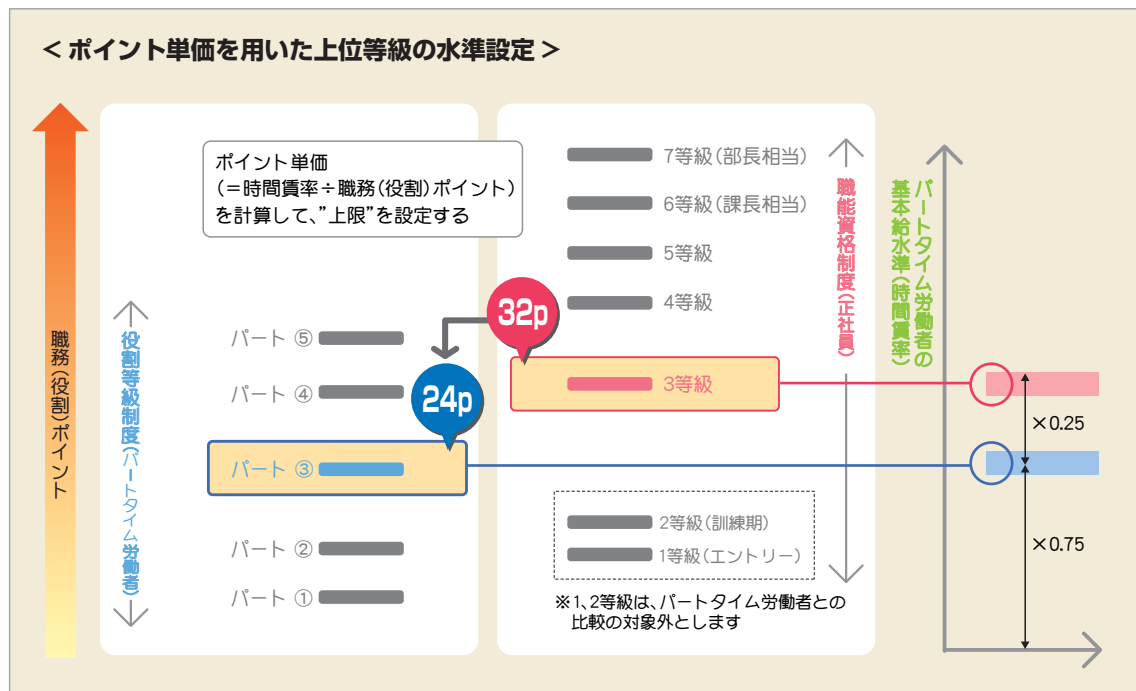 ＜ポイント単価を用いた上位等級の水準設定＞
職務（役割）ポイント
役割等級制度（パートタイム労働者）
ポイント単価
（＝時間賃率÷職務（役割）ポイント）
を計算して、”上限”を設定する
パート ⑤
パート ④
24p
パート ③
パート ②
パート ①
7等級（部長相当）
6等級（課長相当）
5等級
4等級
32p
3等級
2等級（訓練期）
1等級（エントリー）
※1、2等級は、パートタイム労働者との
比較の対象外とします
職能資格制度（正社員）
パートタイム労働者の
基本給水準（時間賃率）
×0.25
×0.75